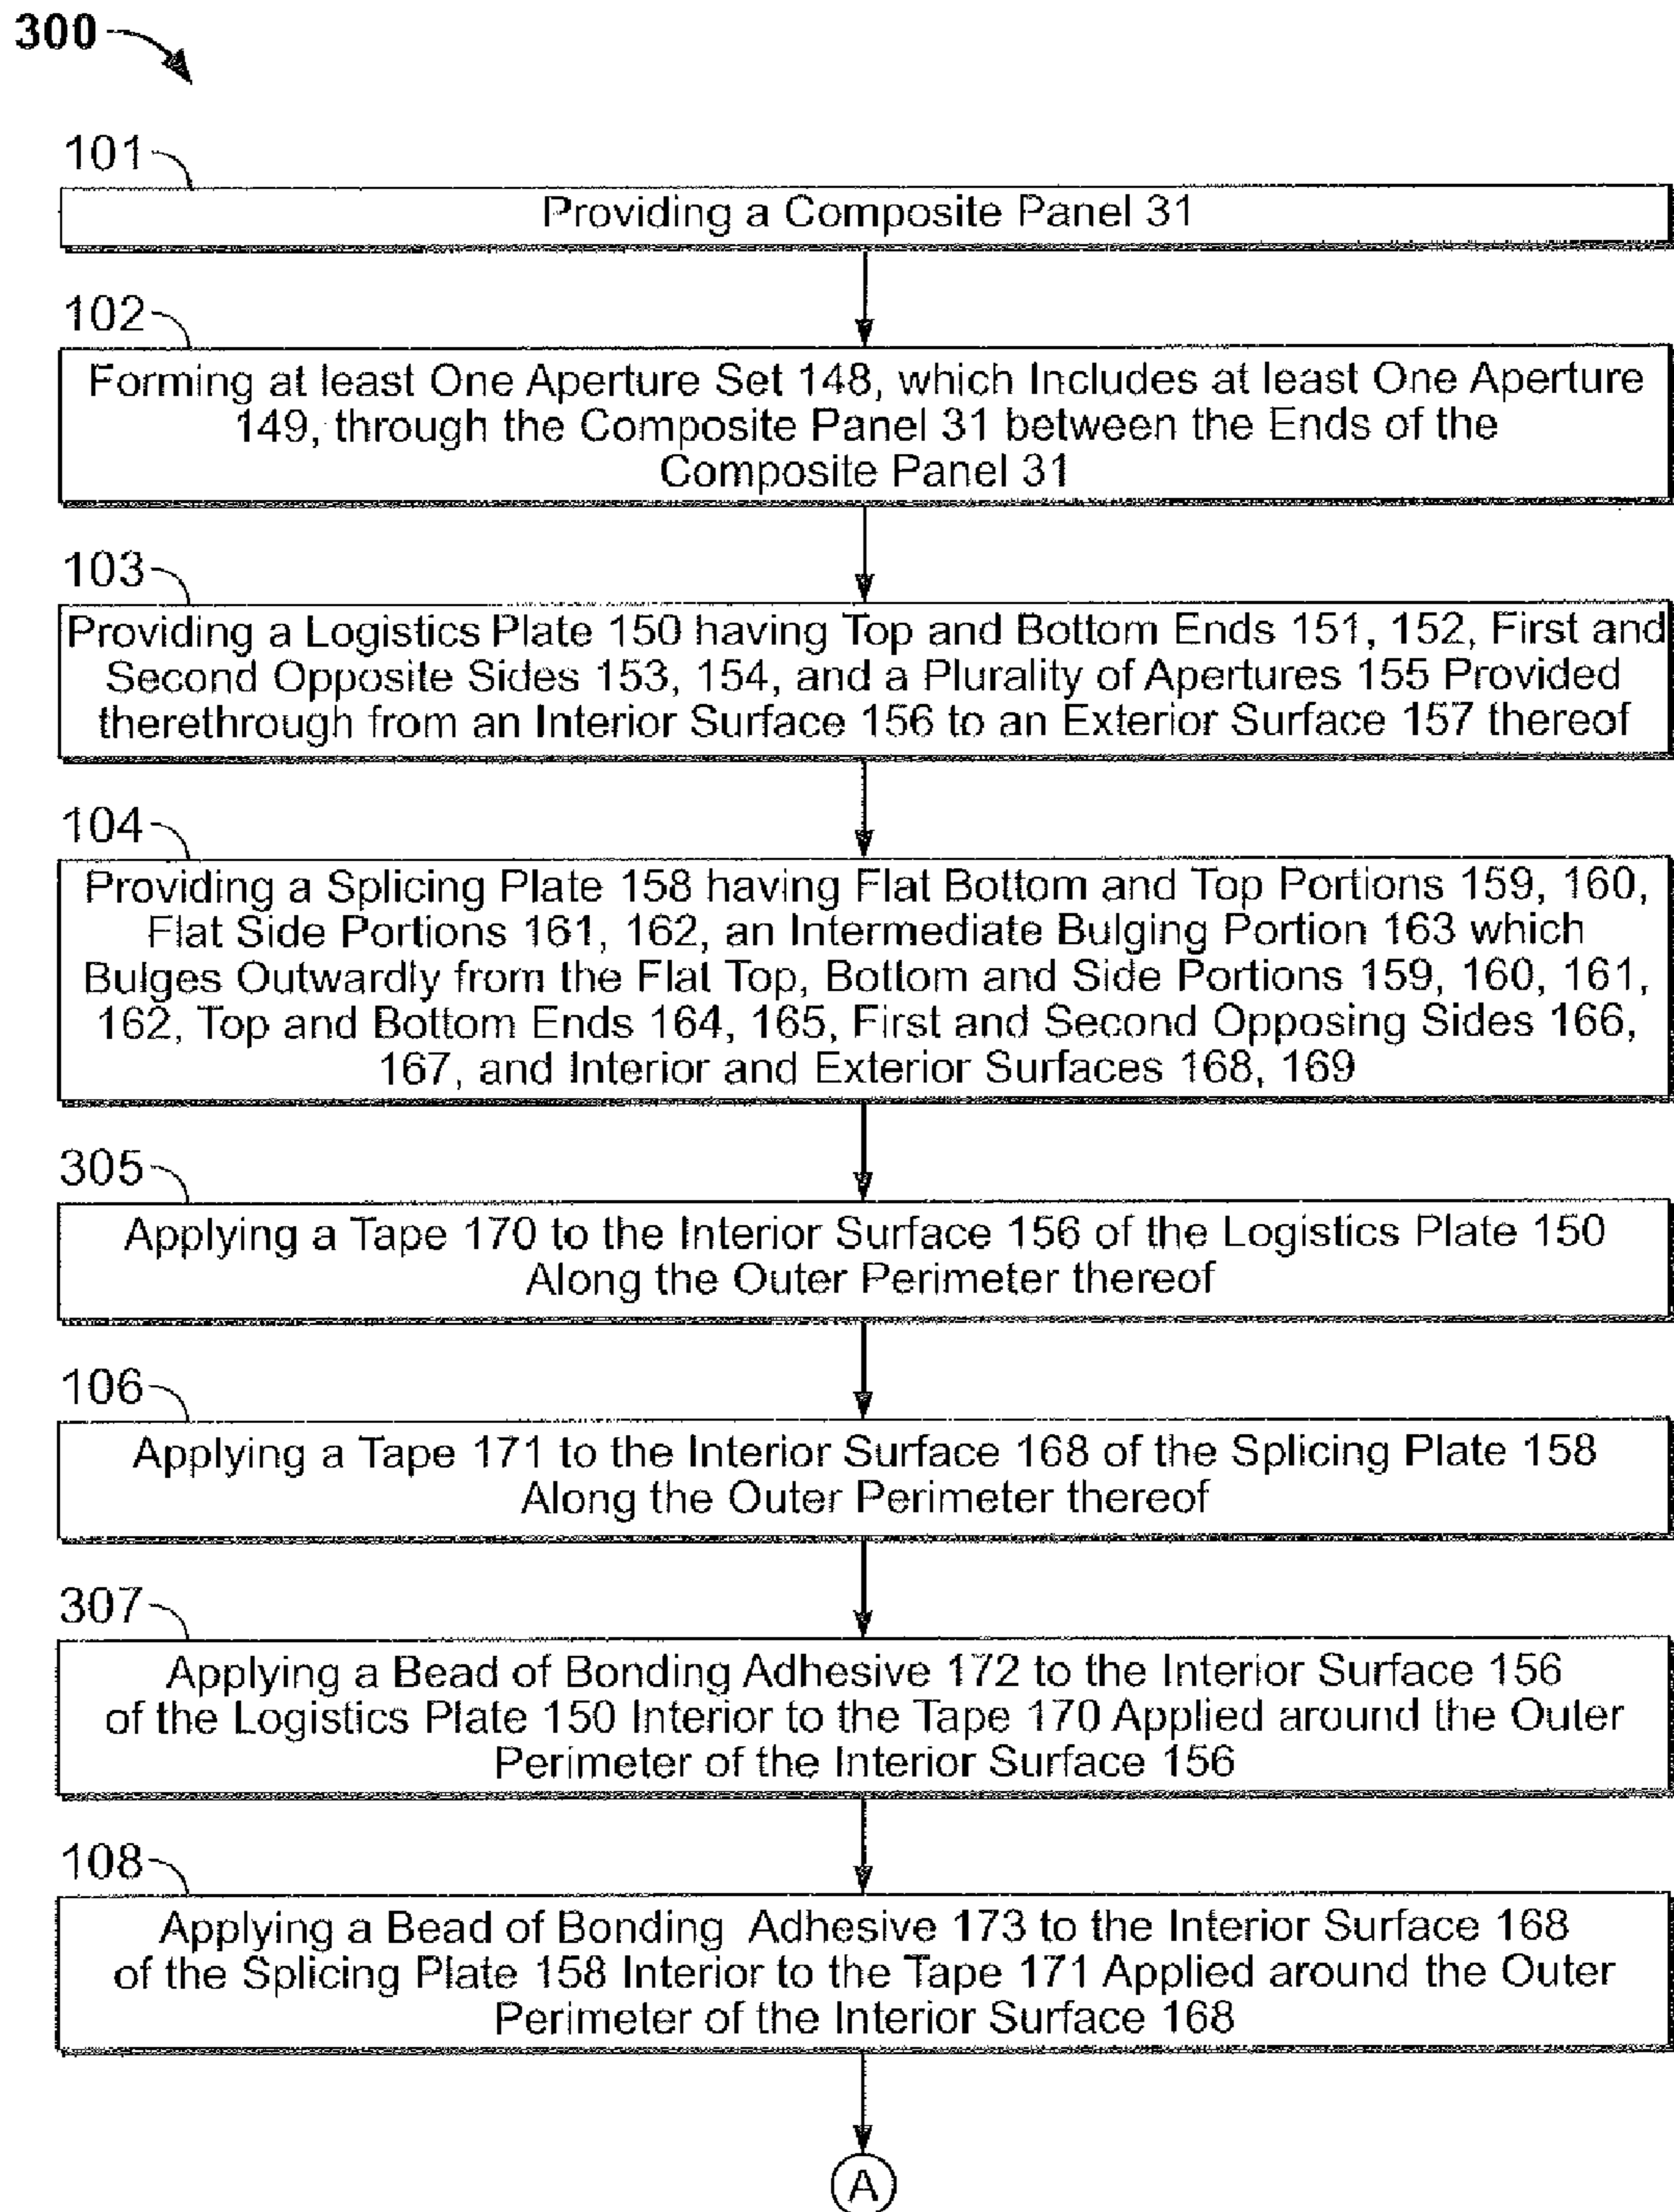 300
101
Providing a Composite Panel 31
102
Forming at least One Aperture Set 148, which Includes at least One Aperture
149, through the Composite Panel 31 between the Ends of the
Composite Panel 31
103
Providing a Logistics Plate 150 having Top and Bottom Ends 151, 152, First and
Second Opposite Sides 153, 154, and a Plurality of Apertures 155 Provided
therethrough from an Interior Surface 156 to an Exterior Surface 157 thereof
104
Providing a Splicing Plate 158 having Flat Bottom and Top Portions 159, 160,
Flat Side Portions 161, 162, an Intermediate Bulging Portion 163 which
Bulges Outwardly from the Flat Top, Bottom and Side Portions 159, 160, 161,
162, Top and Bottom Ends 164, 165, First and Second Opposing Sides 166,
167, and Interior and Exterior Surfaces 168, 169
305
Applying a Tape 170 to the Interior Surface 156 of the Logistics Plate 150
Along the Outer Perimeter thereof
106
Applying a Tape 171 to the Interior Surface 168 of the Splicing Plate 158
Along the Outer Perimeter thereof
307
Applying a Bead of Bonding Adhesive 172 to the Interior Surface 156
of the Logistics Plate 150 Interior to the Tape 170 Applied around the Outer
Perimeter of the Interior Surface 156
108
Applying a Bead of Bonding Adhesive 173 to the Interior Surface 168
of the Splicing Plate 158 Interior to the Tape 171 Applied around the Outer
Perimeter of the Interior Surface 168
A